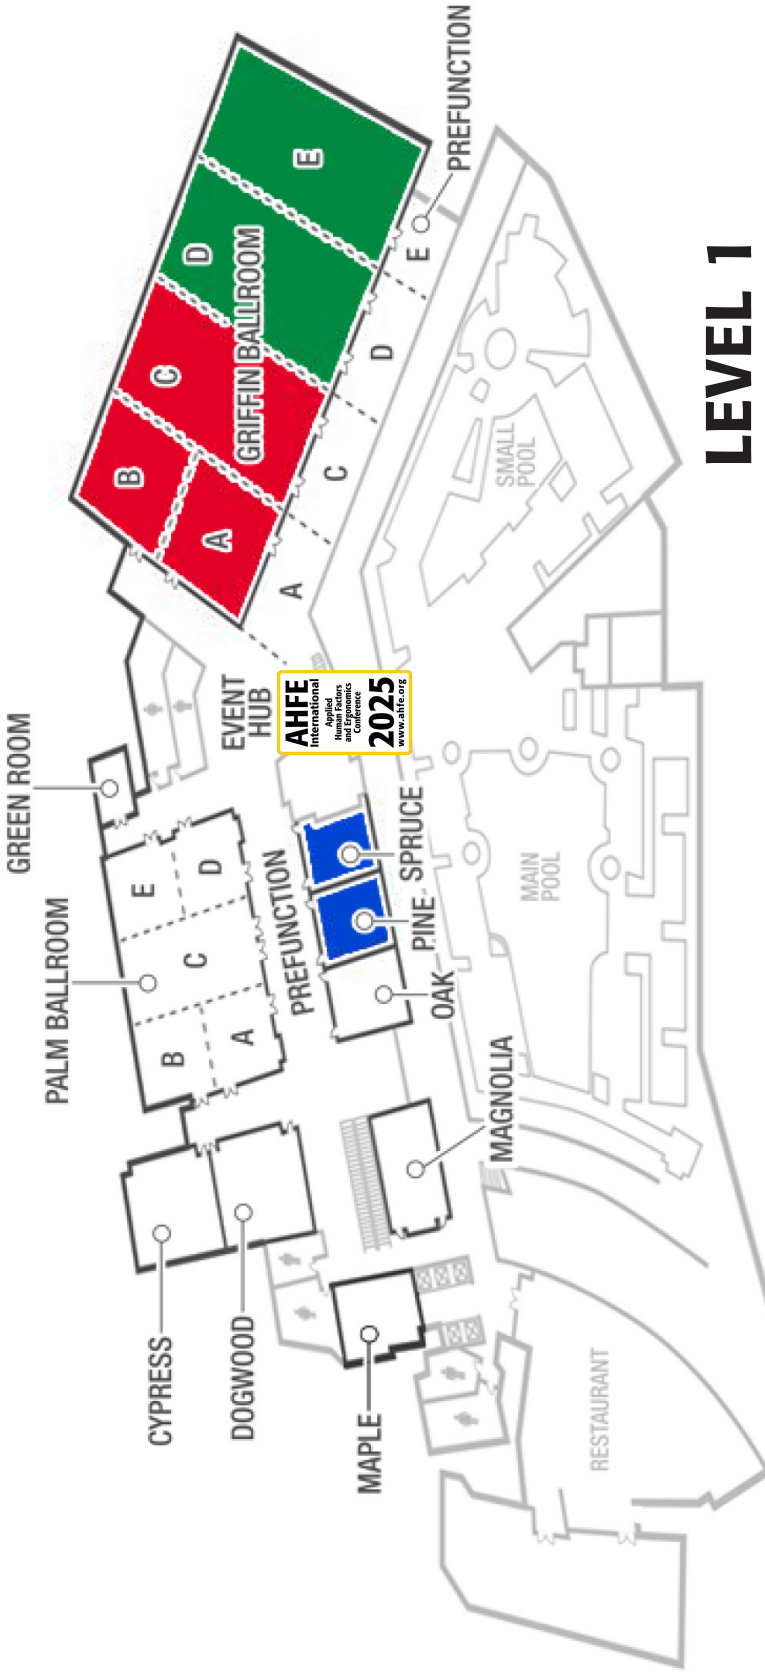 GREEN ROOM
PALM BALLROOM
B
A
C
E
D
CYPRESS
DOGWOOD
MAPLE
MAGNOLIA
PREFUNCTION
OAK
PINE
SPRUCE
EVENT
HUB
AHFE
International
Applied
Human Factors
and Ergonomics
Conference
2025
www.ahfe.org
B
A
C
D
E
GRIFFIN BALLROOM
A
C
D
E
PREFUNCTION
SMALL
POOL
MAIN
POOL
RESTAURANT
LEVEL 1